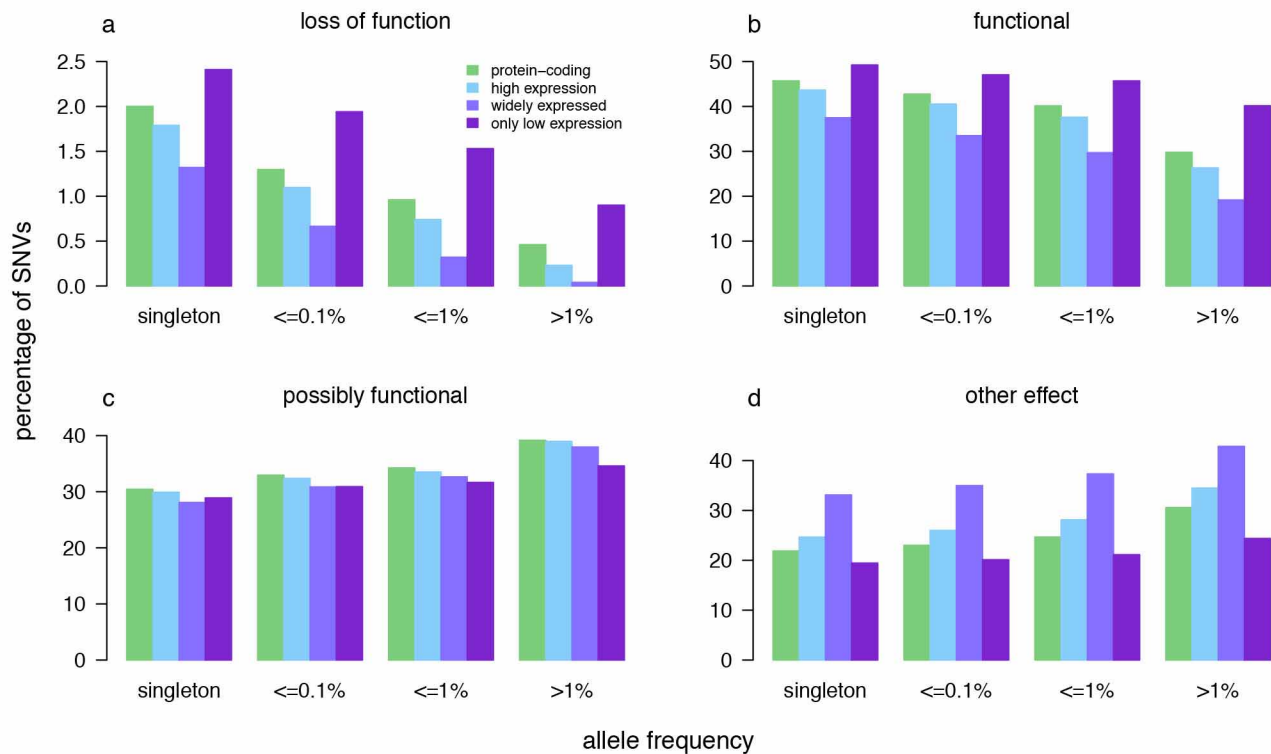 a
loss of function
2.5
2.0
1.5
1.0
0.5
0.0
protein-coding
high expression
widely expressed
only low expression
singleton
<=0.1%
<=1%
>1%
b
functional
50
40
30
20
10
0
singleton
<=0.1%
<=1%
>1%
percentage of SNVs
c
possibly functional
40
30
20
10
0
singleton
<=0.1%
<=1%
>1%
d
other effect
40
30
20
10
0
singleton
<=0.1%
<=1%
>1%
allele frequency